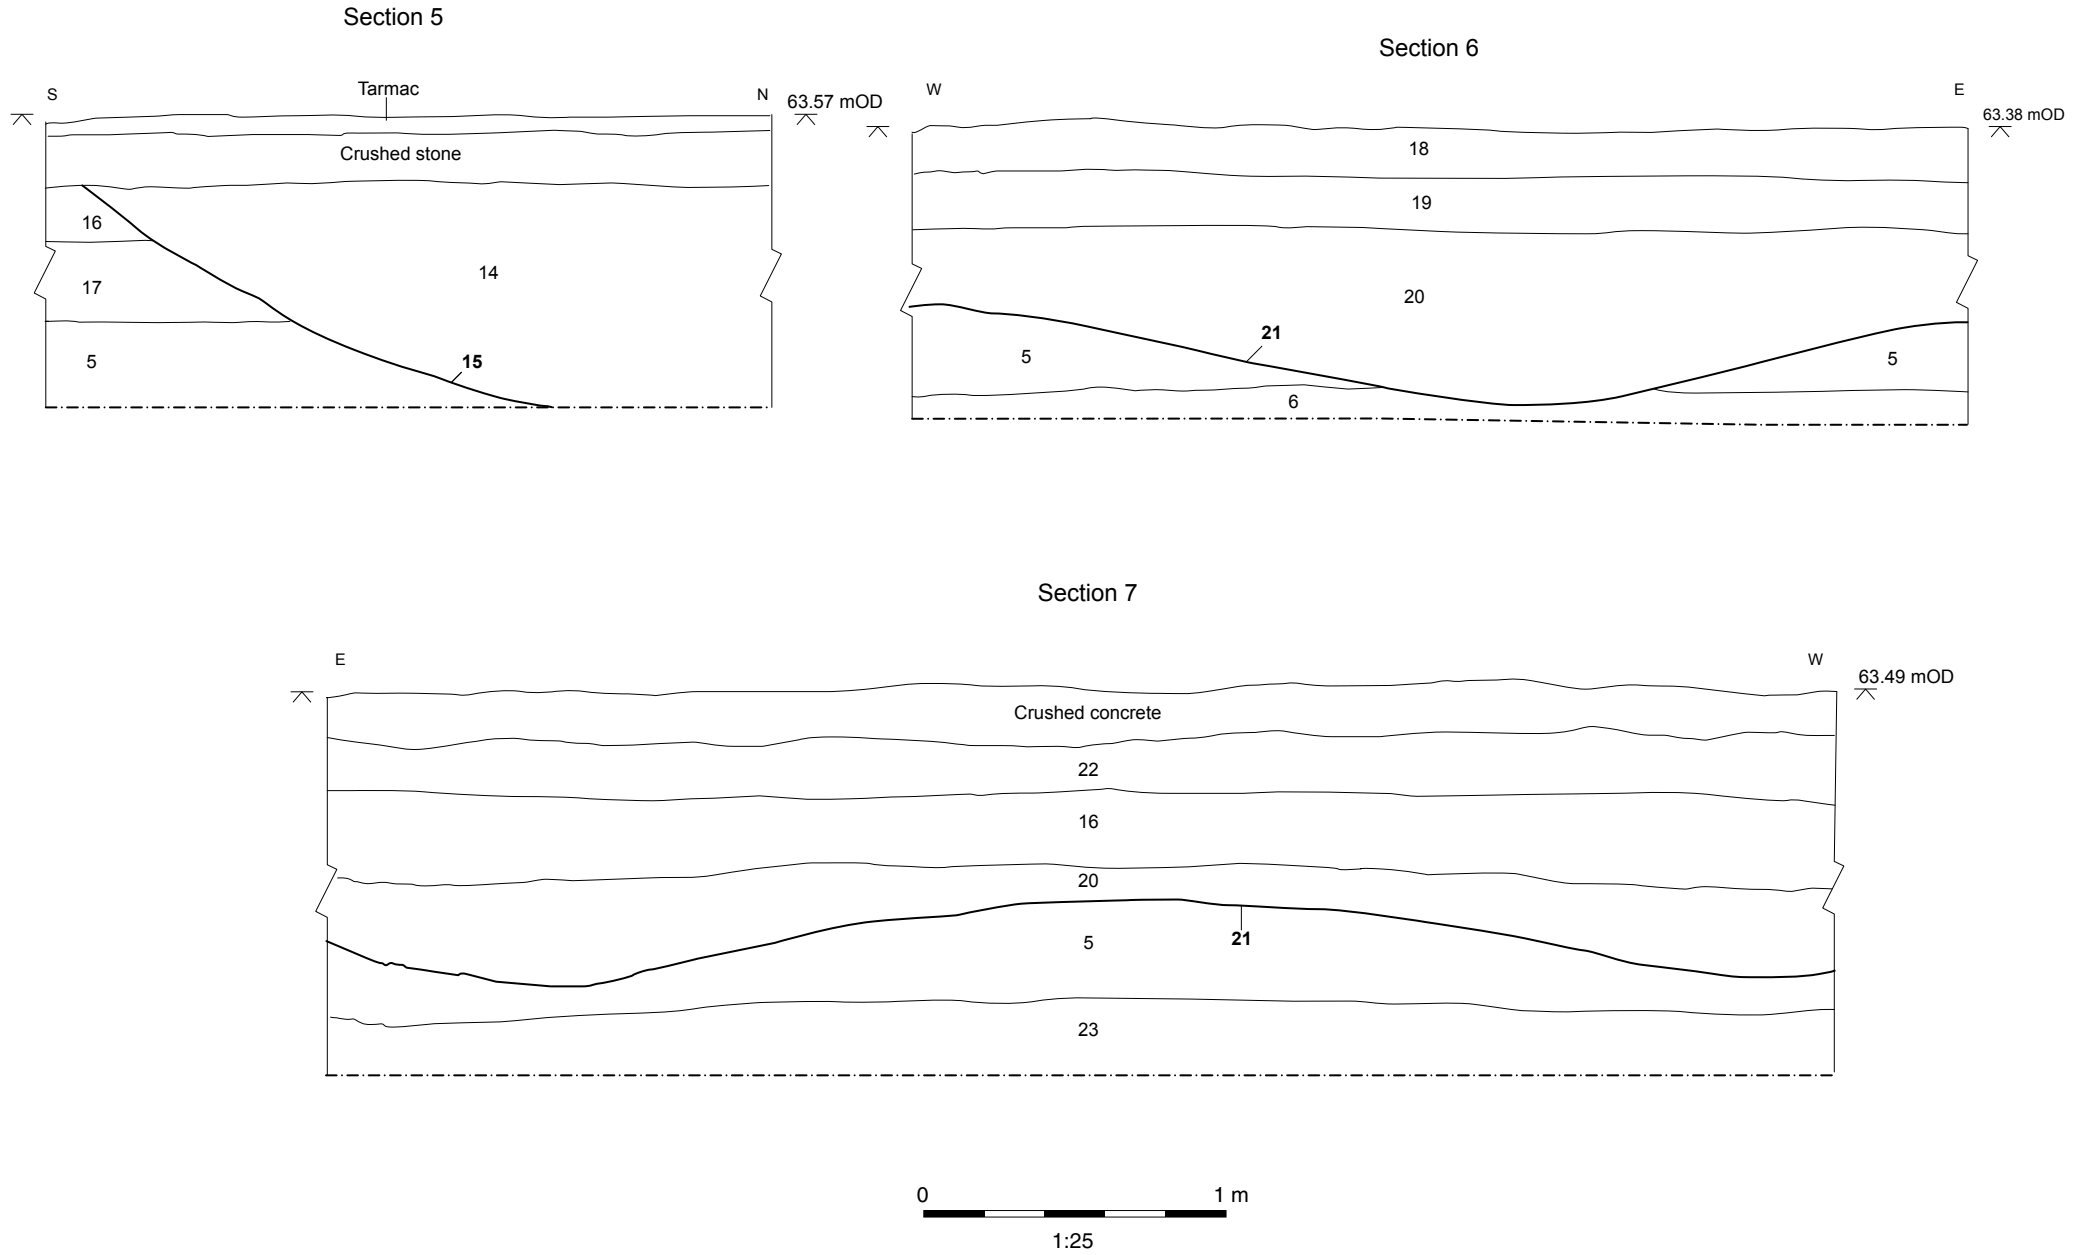 Section 5
S
Tarmac
N
63.57 mOD
Crushed stone
16
14
17
5
15
Section 6
W
E
63.38 mOD
18
19
20
21
5
5
6
Section 7
E
W
63.49 mOD
Crushed concrete
22
16
20
5
21
23
0
1 m
1:25